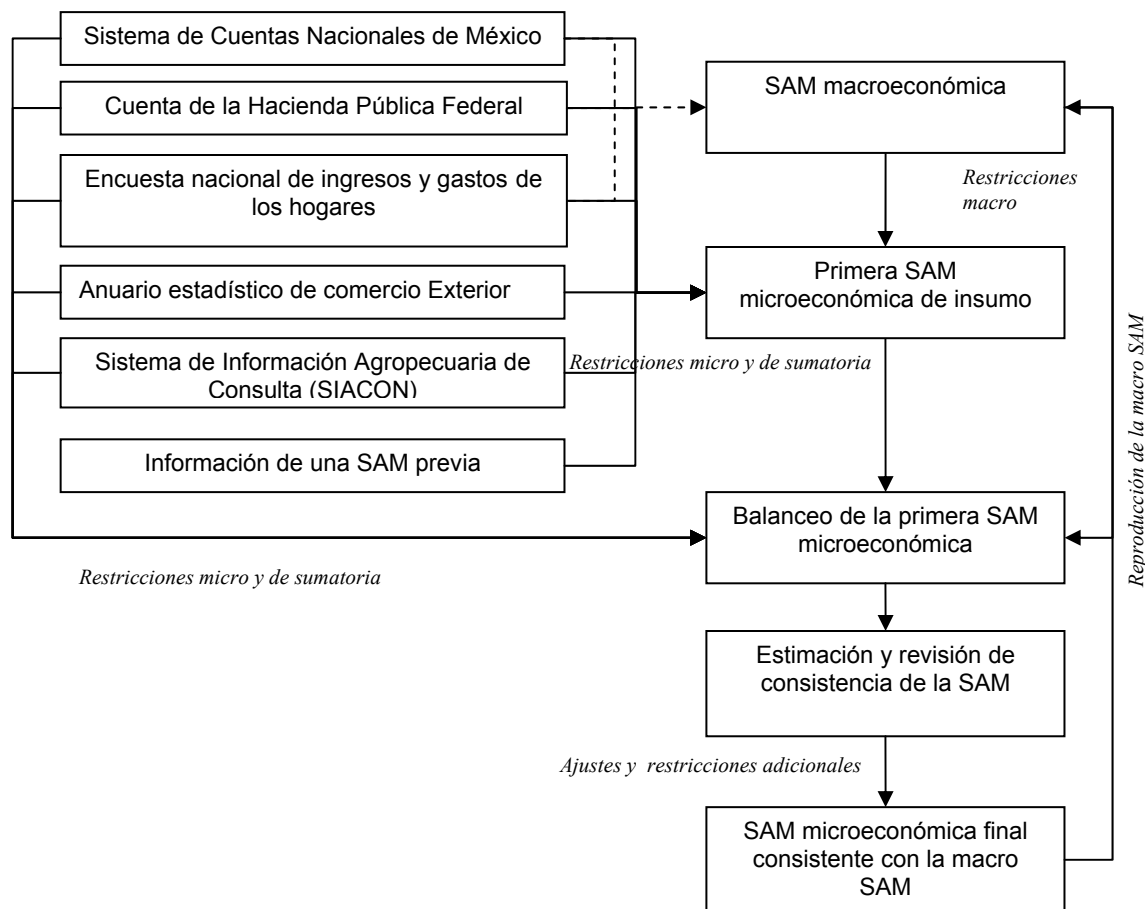 Sistema de Cuentas Nacionales de México
Cuenta de la Hacienda Pública Federal
Encuesta nacional de ingresos y gastos de
los hogares
Anuario estadístico de comercio Exterior
Sistema de Información Agropecuaria de
Consulta (SIACON)
Información de una SAM previa
Restricciones micro y de sumatoria
SAM macroeconómica
Restricciones
macro
Primera SAM
microeconómica de insumo
Restricciones micro y de sumatoria
Balanceo de la primera SAM
microeconómica
Estimación y revisión de
consistencia de la SAM
Ajustes y  restricciones adicionales
SAM microeconómica final
consistente con la macro
SAM
Reproducción de la macro SAM